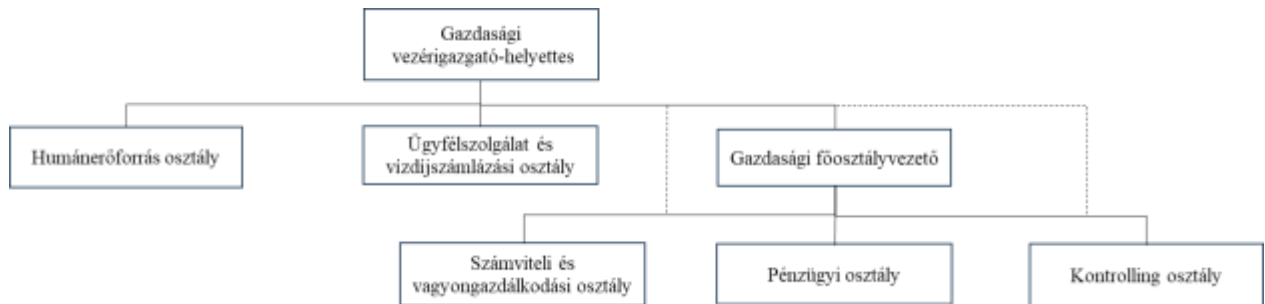 Gazdasági
vezérigazgató-helyettes
Humánerőforrás osztály
Ügyfélszolgálat és
vízdíjszámlázási osztály
Gazdasági főosztályvezető
Számviteli és
vagyongazdálkodási osztály
Pénzügyi osztály
Kontrolling osztály